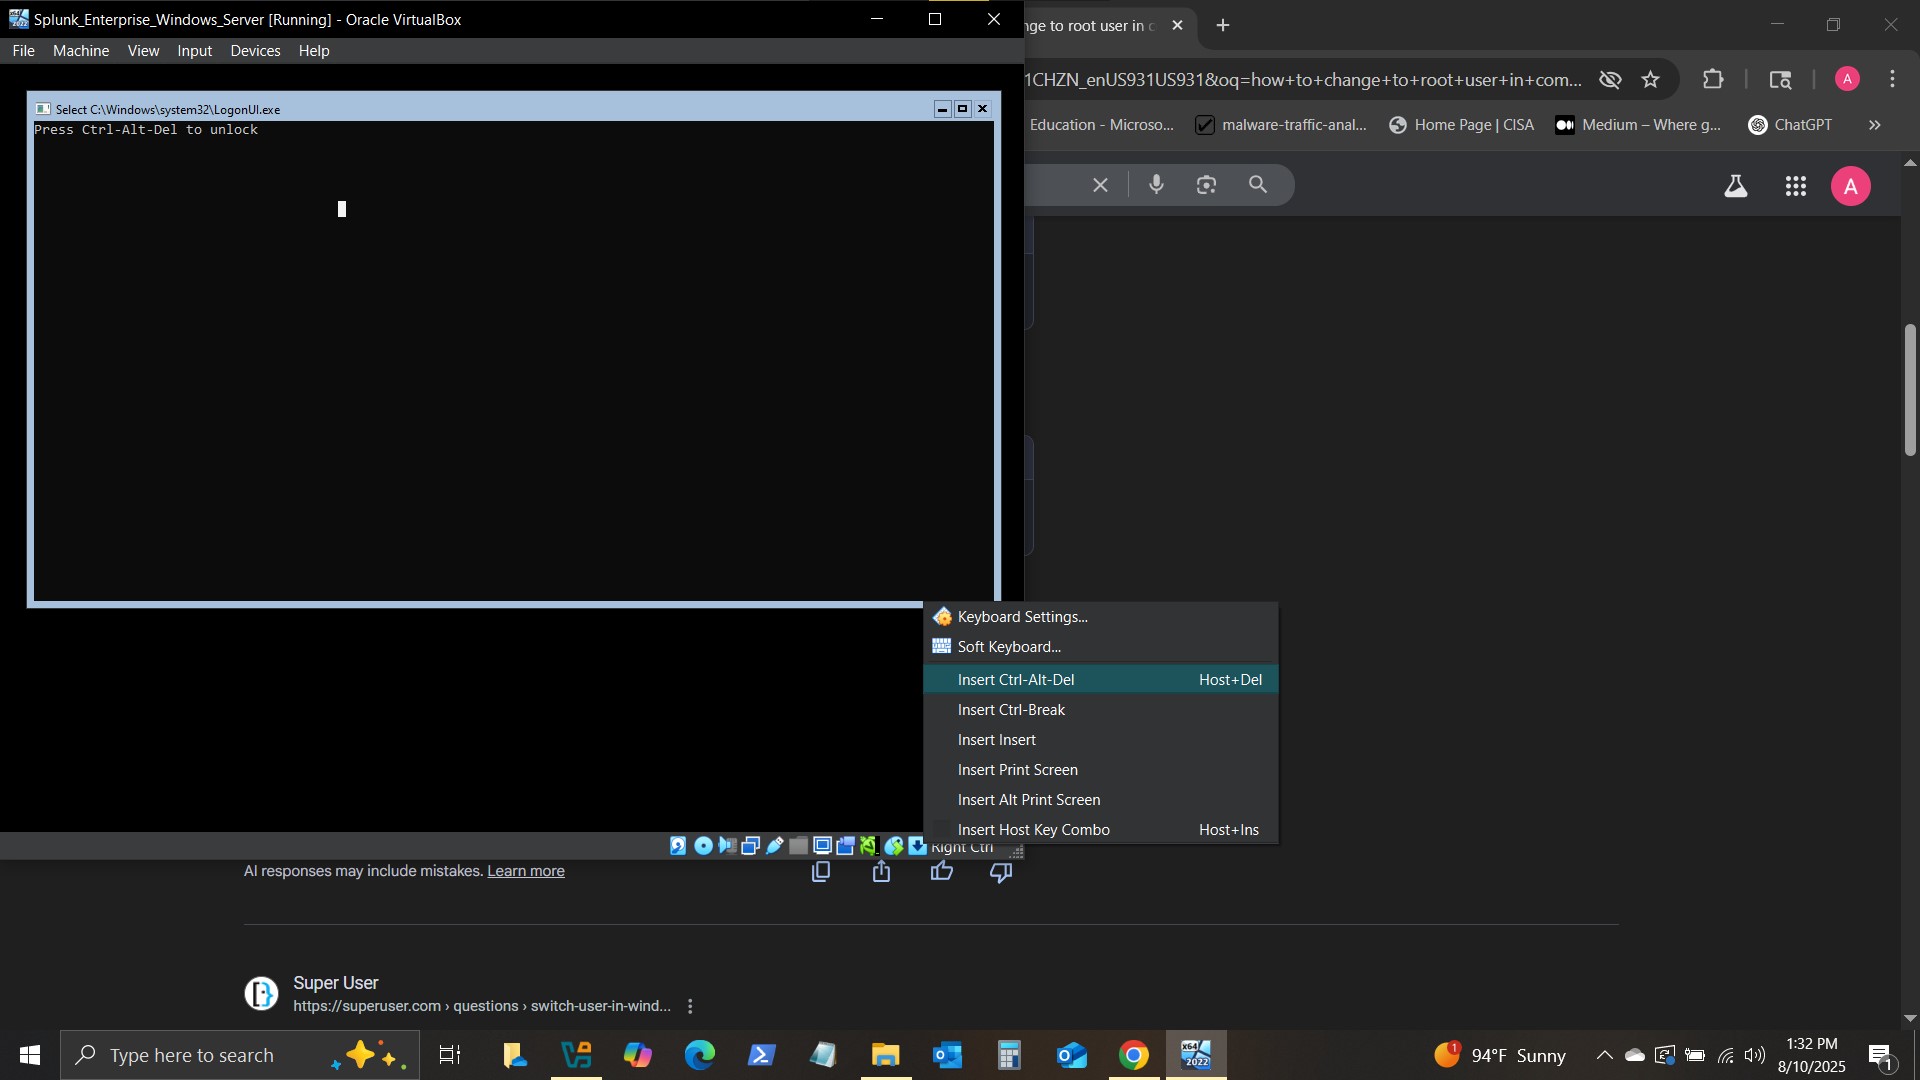 Splunk_Enterprise_Windows_Server [Running] - Oracle VirtualBox
nge to root user in c
File Machine View Input Devices Help
1CHZN_enUS931US931&oq=how+to+change+to+root+user+in+com...
A
Select C:\Windows\system32\LogonUI.exe
Press Ctrl-Alt-Del to unlock
Education - Microso...
malware-traffic-anal...
Home Page | CISA
Medium – Where g...
ChatGPT
A
Keyboard Settings...
Soft Keyboard...
Insert Ctrl-Alt-Del Host+Del
Insert Ctrl-Break
Insert Insert
Insert Print Screen
Insert Alt Print Screen
Insert Host Key Combo Host+Ins
Right Ctrl
AI responses may include mistakes. Learn more
Super User
https://superuser.com › questions › switch-user-in-wind...
Type here to search
x64
2022
1
94°F Sunny
1:32 PM
8/10/2025
1